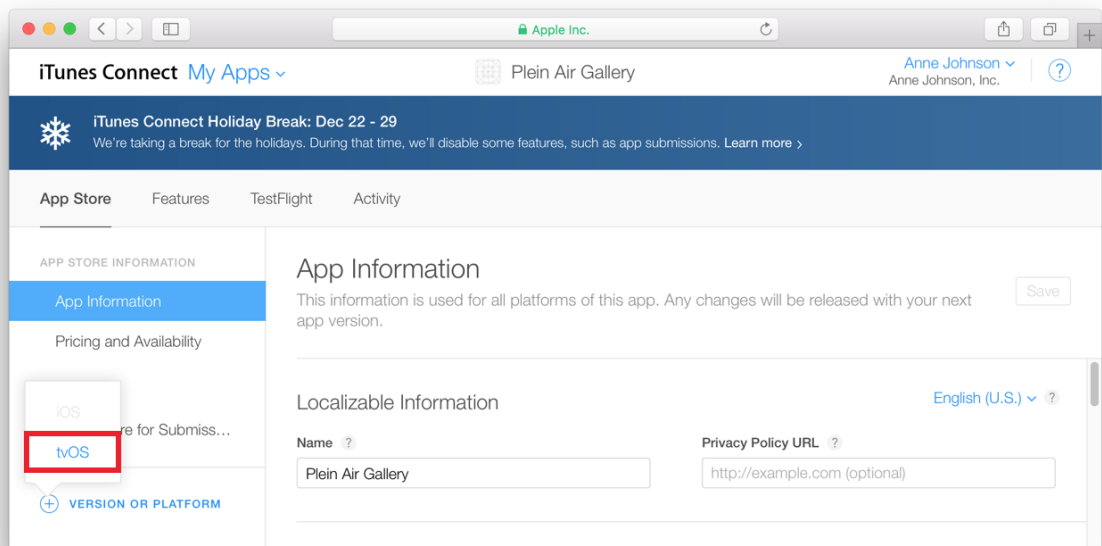 Apple Inc.
iTunes Connect My Apps
Plein Air Gallery
Anne Johnson
Anne Johnson, Inc.
?
iTunes Connect Holiday Break: Dec 22 - 29
We're taking a break for the holidays. During that time, we'll disable some features, such as app submissions. Learn more >
App Store
Features
TestFlight
Activity
APP STORE INFORMATION
App Information
Pricing and Availability
iOS
re for Submiss...
tvOS
+ VERSION OR PLATFORM
App Information
This information is used for all platforms of this app. Any changes will be released with your next
app version.
Save
Localizable Information
English (U.S.) ?
Name ?
Plein Air Gallery
Privacy Policy URL ?
http://example.com (optional)